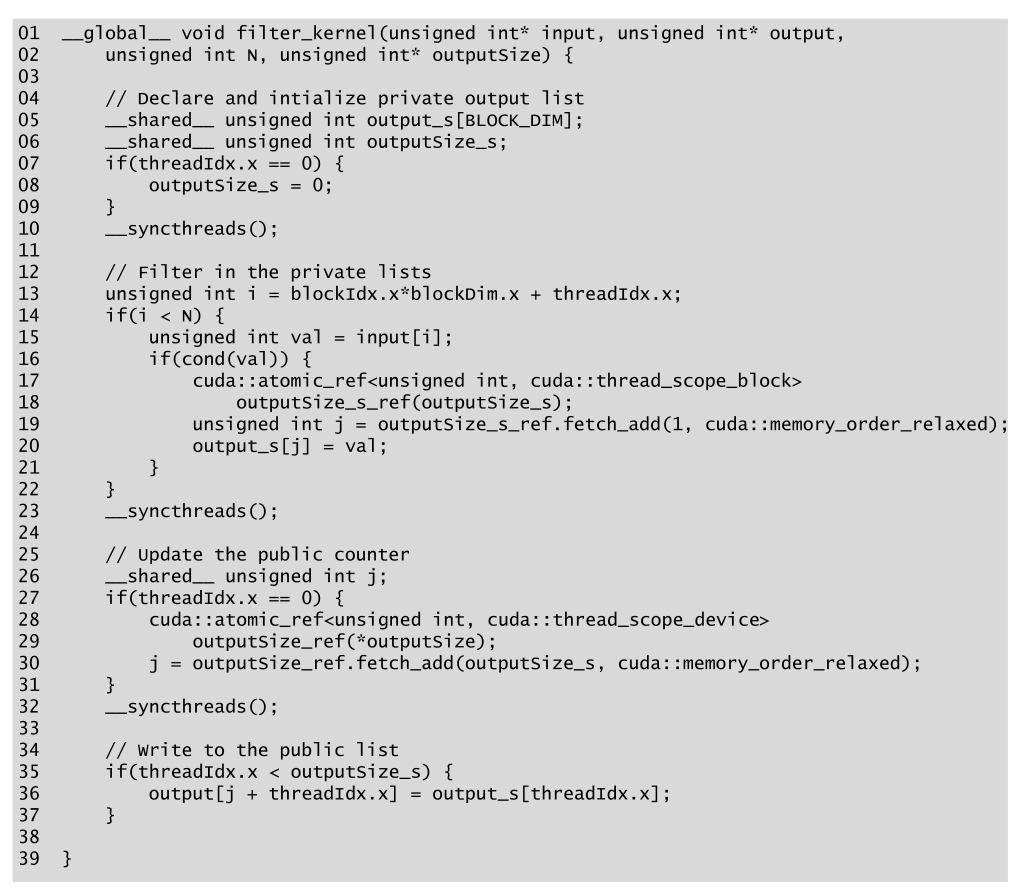 01 __global__ void filter_kernel(unsigned int* input, unsigned int* output,
02     unsigned int N, unsigned int* outputSize) {
03
04     // Declare and intialize private output list
05     __shared__ unsigned int output_s[BLOCK_DIM];
06     __shared__ unsigned int outputSize_s;
07     if(threadIdx.x == 0) {
08         outputSize_s = 0;
09     }
10     __syncthreads();
11
12     // Filter in the private lists
13     unsigned int i = blockIdx.x*blockDim.x + threadIdx.x;
14     if(i < N) {
15         unsigned int val = input[i];
16         if(cond(val)) {
17             cuda::atomic_ref<unsigned int, cuda::thread_scope_block>
18                 outputSize_s_ref(outputSize_s);
19             unsigned int j = outputSize_s_ref.fetch_add(1, cuda::memory_order_relaxed);
20             output_s[j] = val;
21         }
22     }
23     __syncthreads();
24
25     // Update the public counter
26     __shared__ unsigned int j;
27     if(threadIdx.x == 0) {
28         cuda::atomic_ref<unsigned int, cuda::thread_scope_device>
29             outputSize_ref(*outputSize);
30         j = outputSize_ref.fetch_add(outputSize_s, cuda::memory_order_relaxed);
31     }
32     __syncthreads();
33
34     // Write to the public list
35     if(threadIdx.x < outputSize_s) {
36         output[j + threadIdx.x] = output_s[threadIdx.x];
37     }
38
39 }